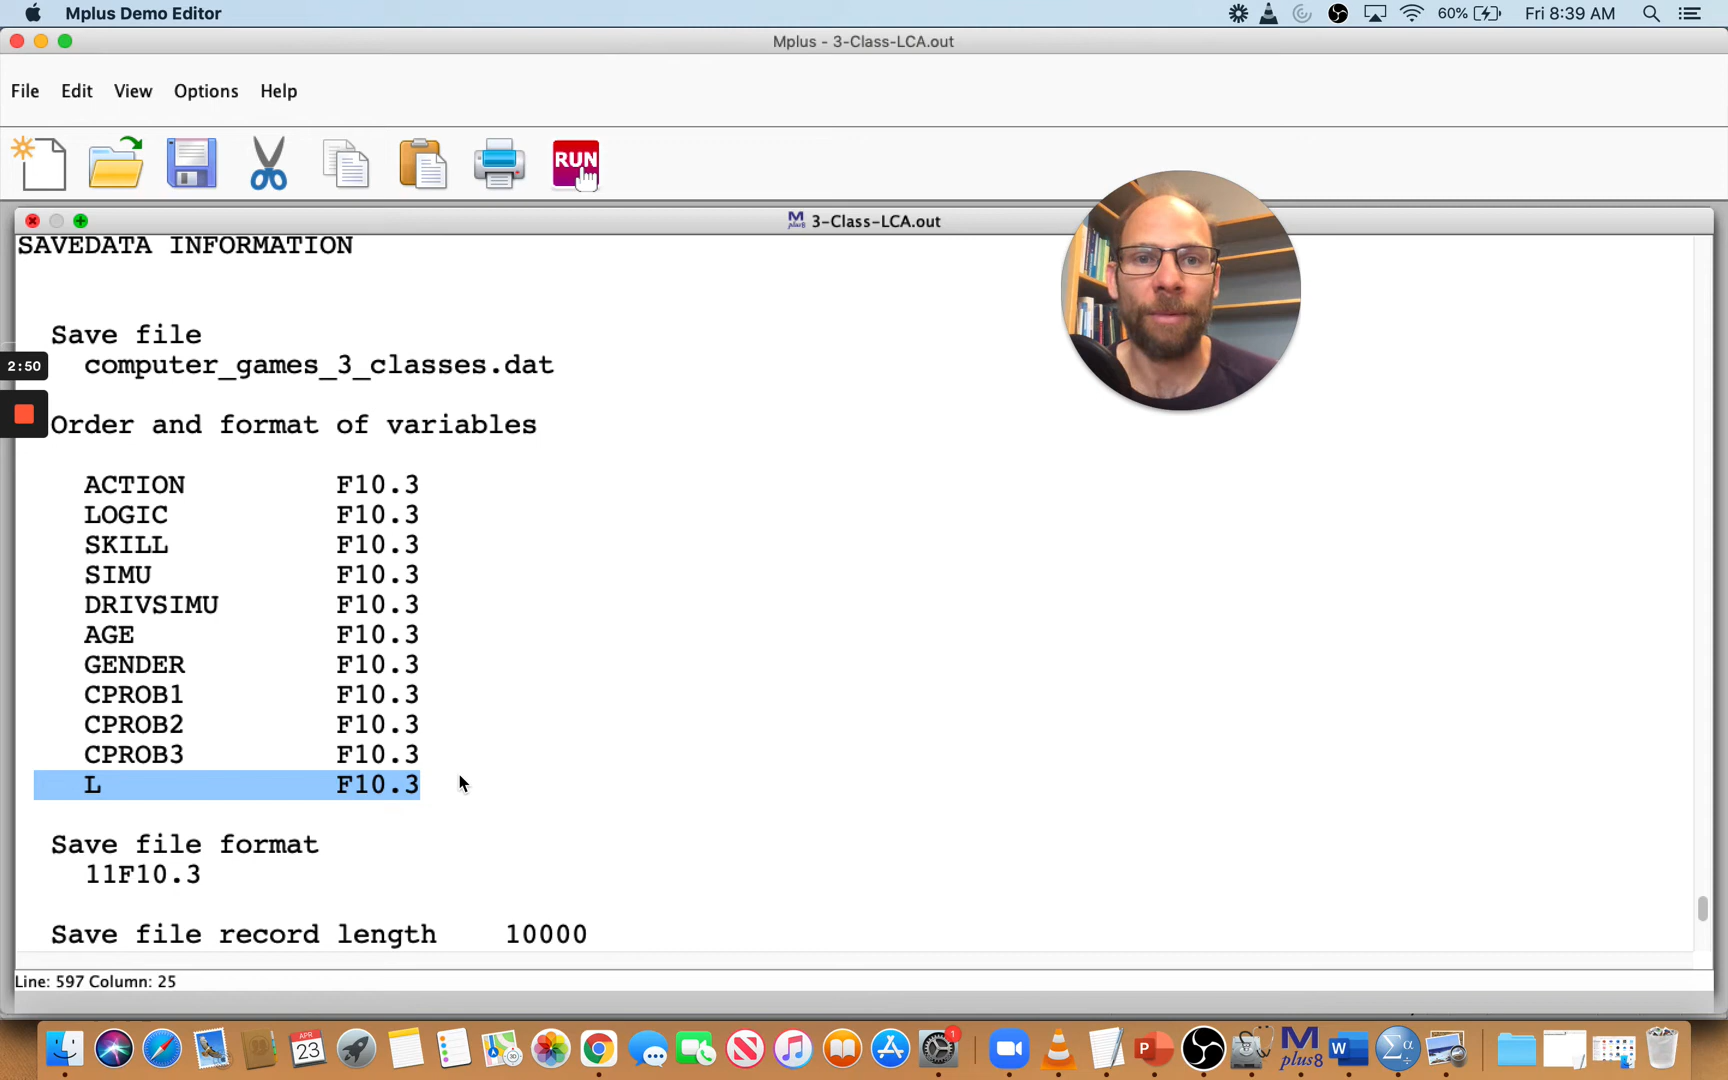 Mplus Demo Editor
60%
Fri 8:39 AM
Mplus - 3-Class-LCA.out
File Edit View Options Help
RUN
3-Class-LCA.out
SAVEDATA INFORMATION
Save file
computer_games_3_classes.dat
2:50
Order and format of variables
ACTION F10.3
LOGIC F10.3
SKILL F10.3
SIMU F10.3
DRIVSIMU F10.3
AGE F10.3
GENDER F10.3
CPROB1 F10.3
CPROB2 F10.3
CPROB3 F10.3
L F10.3
Save file format
11F10.3
Save file record length 10000
Line: 597 Column: 25
APR
23
1
M
plus8